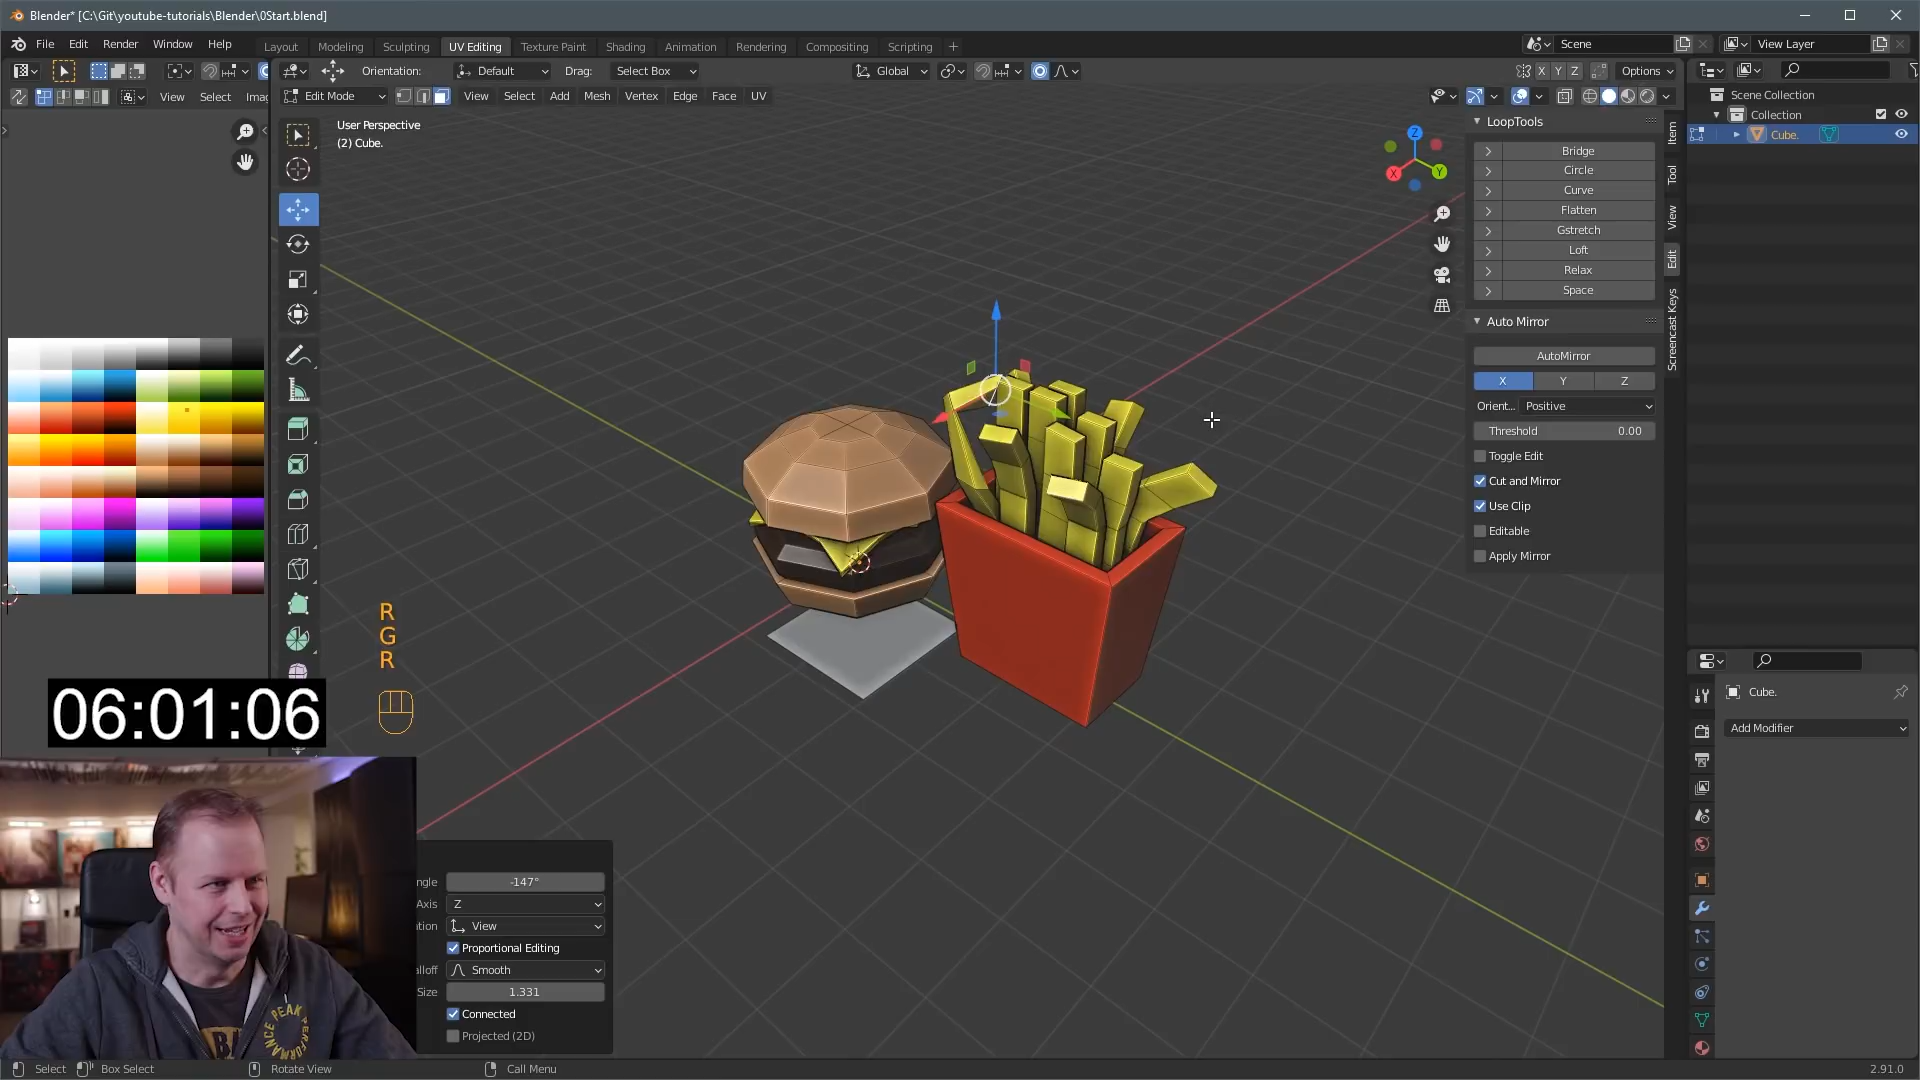 Blender* [C:\Git\youtube-tutorials\Blender\0Start.blend]
File Edit Render Window Help
Layout Modeling Sculpting UV Editing Texture Paint Shading Animation Rendering Compositing Scripting +
Scene
View Layer
Orientation: Default Drag: Select Box
Global
X Y Z Options
View Select Imag
Edit Mode View Select Add Mesh Vertex Edge Face UV
Scene Collection
Collection
Cube.
User Perspective
(2) Cube.
Z
X
Y
LoopTools
Bridge
Circle
Curve
Flatten
Gstretch
Loft
Relax
Space
Auto Mirror
AutoMirror
X Y Z
Orient... Positive
Threshold 0.00
Toggle Edit
Cut and Mirror
Use Clip
Editable
Apply Mirror
Item
Tool
View
Edit
Screencast Keys
R
G
R
06:01:06
Cube.
Add Modifier
ngle -147°
Axis Z
ation View
Proportional Editing
alloff Smooth
Size 1.331
Connected
Projected (2D)
PEAK
PERFORMANCE
Select Box Select Rotate View Call Menu 2.91.0